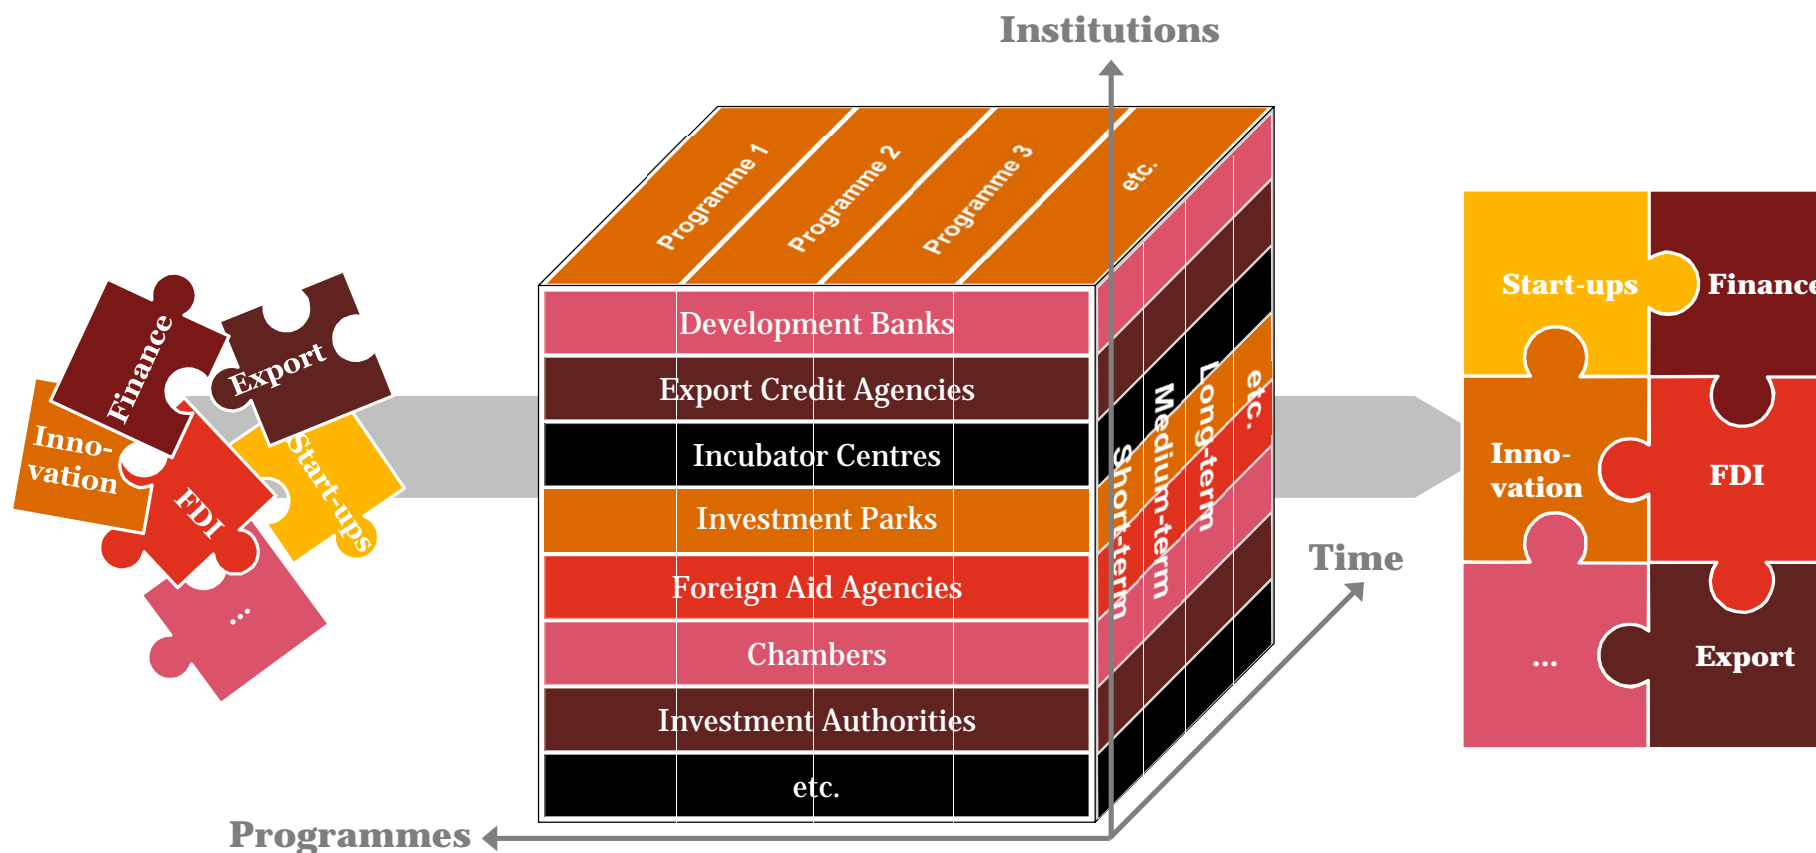 Institutions
Programme 1
Programme 2
Programme 3
etc.
Finance
Export
Inno-
vation
FDI
Start-ups
...
Development Banks
Export Credit Agencies
Incubator Centres
Investment Parks
Foreign Aid Agencies
Chambers
Investment Authorities
etc.
Short-term
Medium-term
Long-term
etc.
Time
Programmes
Start-ups
Finance
Inno-
vation
FDI
...
Export